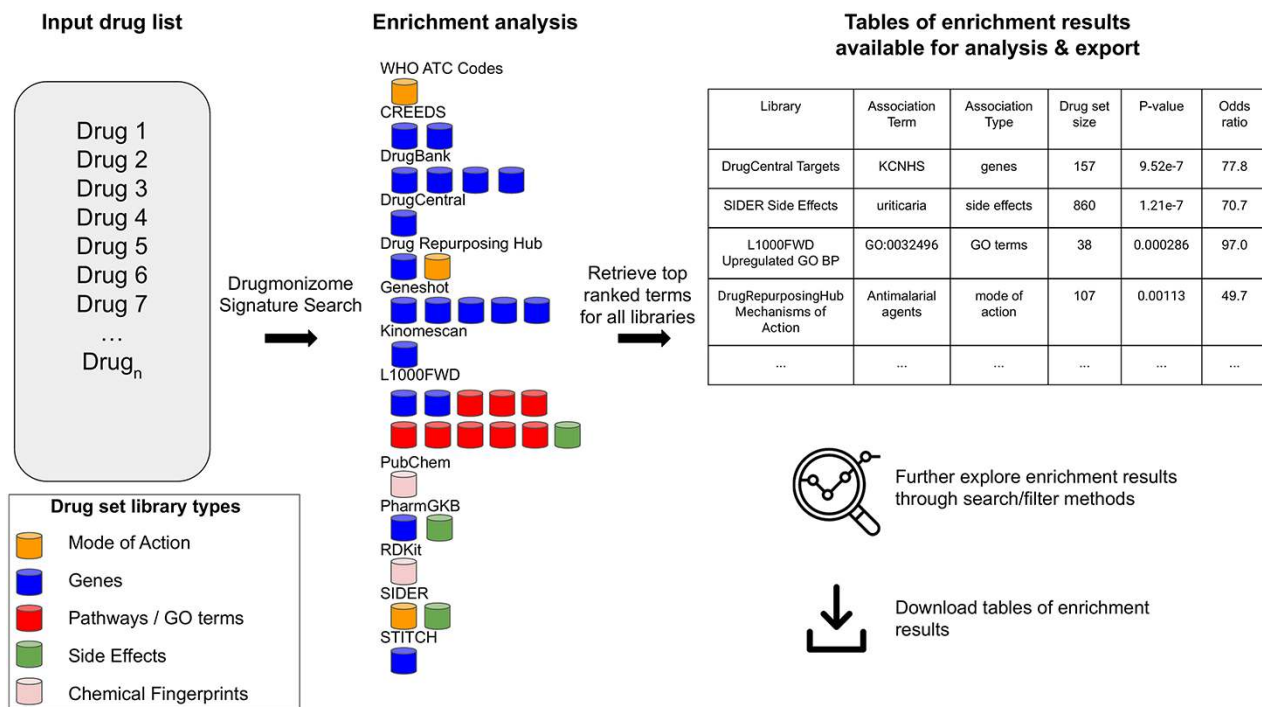 Input drug list
Drug 1
Drug 2
Drug 3
Drug 4
Drug 5
Drug 6
Drug 7
...
Drugn
Drug set library types
Mode of Action
Genes
Pathways / GO terms
Side Effects
Chemical Fingerprints
Drugmonizome
Signature Search
Enrichment analysis
WHO ATC Codes
CREEDS
DrugBank
DrugCentral
Drug Repurposing Hub
Geneshot
Kinomescan
L1000FWD
PubChem
PharmGKB
RDKit
SIDER
STITCH
Retrieve top
ranked terms
for all libraries
Tables of enrichment results
available for analysis & export
Library Association Term Association Type Drug set size P-value Odds ratio
DrugCentral Targets KCNHS genes 157 9.52e-7 77.8
SIDER Side Effects uriticaria side effects 860 1.21e-7 70.7
L1000FWD Upregulated GO BP GO:0032496 GO terms 38 0.000286 97.0
DrugRepurposingHub Mechanisms of Action Antimalarial agents mode of action 107 0.00113 49.7
... ... ... ... ... ...
Further explore enrichment results
through search/filter methods
Download tables of enrichment
results